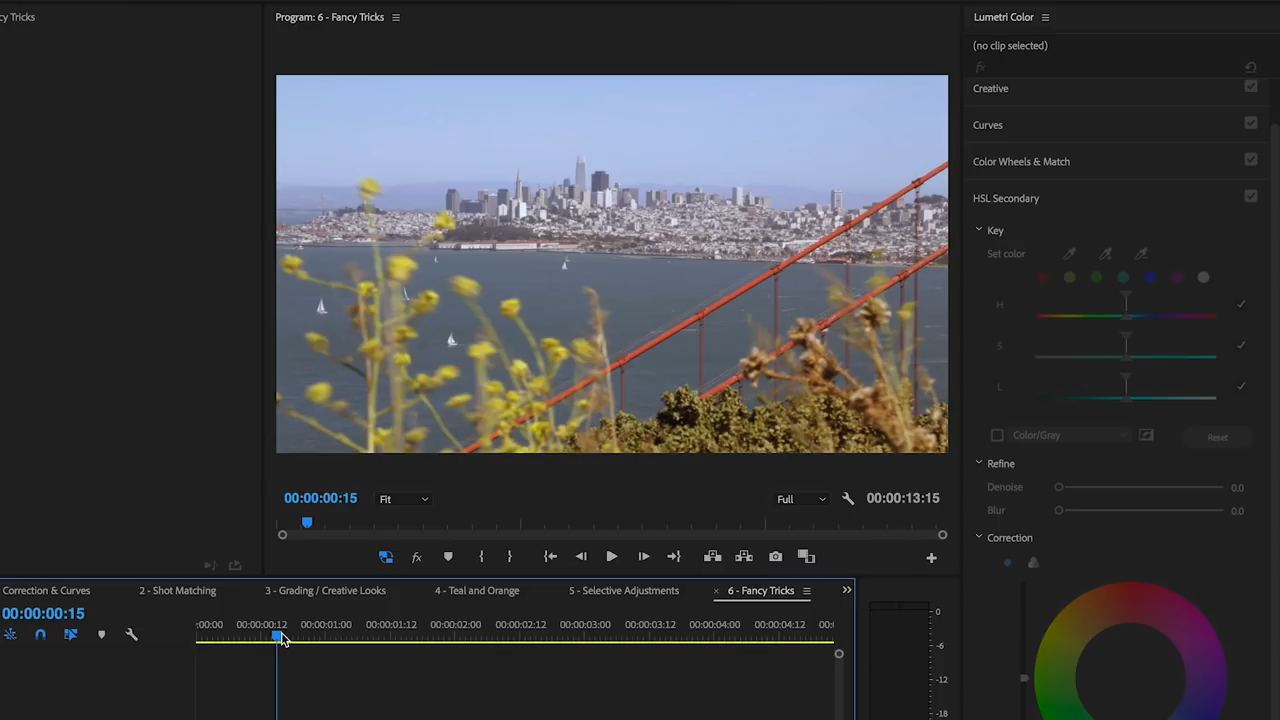 cy Tricks
Program: 6 - Fancy Tricks
Lumetri Color
(no clip selected)
fx
Creative
Curves
Color Wheels & Match
HSL Secondary
Key
Set color
H
S
L
Color/Gray
Reset
Refine
Denoise
0.0
Blur
0.0
Correction
00:00:00:15
Fit
Full
00:00:13:15
fx
Correction & Curves
2 - Shot Matching
3 - Grading / Creative Looks
4 - Teal and Orange
5 - Selective Adjustments
× 6 - Fancy Tricks
00:00:00:15
:00:00 00:00:00:12 00:00:01:00 00:00:01:12 00:00:02:00 00:00:02:12 00:00:03:00 00:00:03:12 00:00:04:00 00:00:04:12 00:0
0
-6
-12
-18